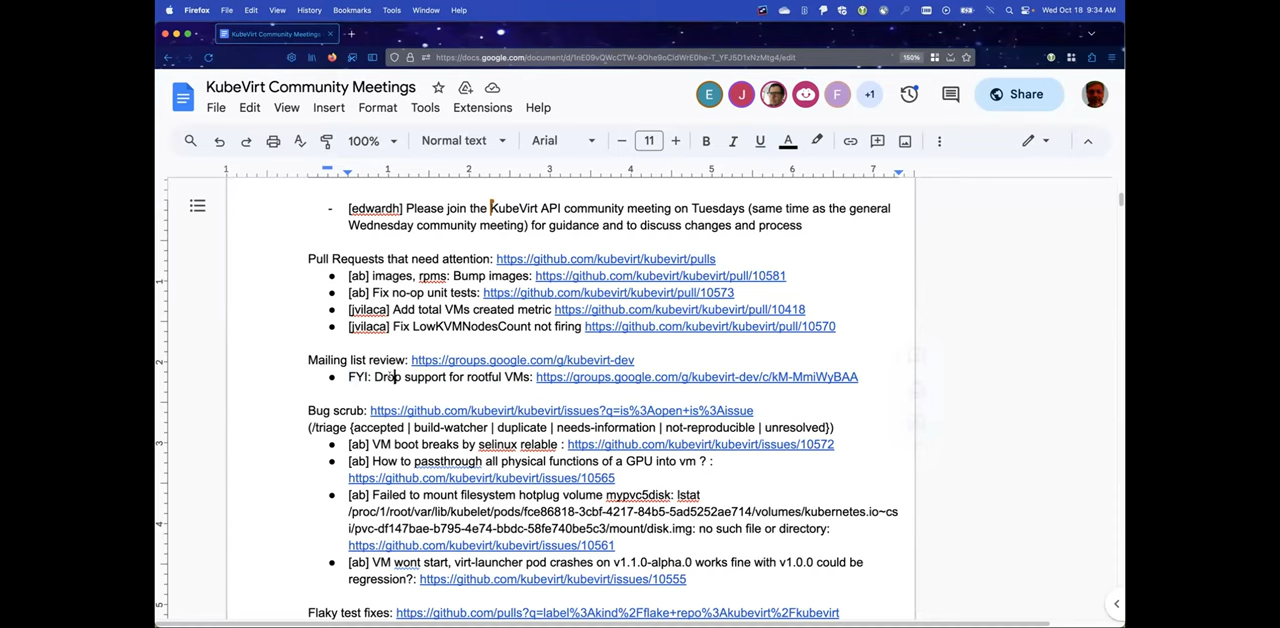 Firefox File Edit View History Bookmarks Tools Window Help Wed Oct 18 9:34 AM
KubeVirt Community Meetings
150%
KubeVirt Community Meetings
File Edit View Insert Format Tools Extensions Help
E J F +1 Share
100% Normal text Arial 11 B I U A
1 1 2 3 4 5 6 7
- [edwardh] Please join the KubeVirt API community meeting on Tuesdays (same time as the general
Wednesday community meeting) for guidance and to discuss changes and process
Pull Requests that need attention: https://github.com/kubevirt/kubevirt/pulls
● [ab] images, rpms: Bump images: https://github.com/kubevirt/kubevirt/pull/10581
● [ab] Fix no-op unit tests: https://github.com/kubevirt/kubevirt/pull/10573
● [jvilaca] Add total VMs created metric https://github.com/kubevirt/kubevirt/pull/10418
● [jvilaca] Fix LowKVMNodesCount not firing https://github.com/kubevirt/kubevirt/pull/10570
Mailing list review: https://groups.google.com/g/kubevirt-dev
● FYI: Drop support for rootful VMs: https://groups.google.com/g/kubevirt-dev/c/kM-MmiWyBAA
Bug scrub: https://github.com/kubevirt/kubevirt/issues?q=is%3Aopen+is%3Aissue
(/triage {accepted | build-watcher | duplicate | needs-information | not-reproducible | unresolved})
● [ab] VM boot breaks by selinux relable : https://github.com/kubevirt/kubevirt/issues/10572
● [ab] How to passthrough all physical functions of a GPU into vm ? :
https://github.com/kubevirt/kubevirt/issues/10565
● [ab] Failed to mount filesystem hotplug volume mypvc5disk: lstat
/proc/1/root/var/lib/kubelet/pods/fce86818-3cbf-4217-84b5-5ad5252ae714/volumes/kubernetes.io~cs
i/pvc-df147bae-b795-4e74-bbdc-58fe740be5c3/mount/disk.img: no such file or directory:
https://github.com/kubevirt/kubevirt/issues/10561
● [ab] VM wont start, virt-launcher pod crashes on v1.1.0-alpha.0 works fine with v1.0.0 could be
regression?: https://github.com/kubevirt/kubevirt/issues/10555
Flaky test fixes: https://github.com/pulls?q=label%3Akind%2Fflake+repo%3Akubevirt%2Fkubevirt